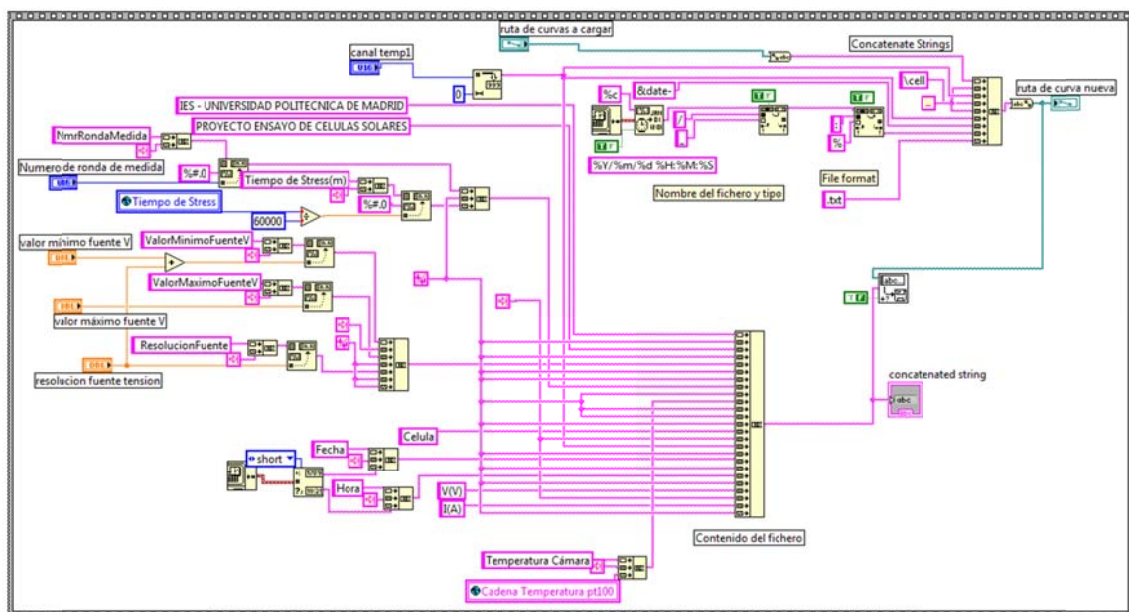 ruta de curvas a cargar
Concatenate Strings
canal temp1
U16
0
\cell
&date-
%c
ruta de curva nueva
IES - UNIVERSIDAD POLITECNICA DE MADRID
PROYECTO ENSAYO DE CELULAS SOLARES
NmrRondaMedida
/
:
-
%
%Y/%m/%d %H:%M:%S
Nombre del fichero y tipo
File format
.txt
Numero de ronda de medida
%#.0
Tiempo de Stress(m)
Tiempo de Stress
%#.0
60000
valor mínimo fuente V
ValorMinimoFuenteV
ValorMaximoFuenteV
valor máximo fuente V
ResolucionFuente
resolucion fuente tension
concatenated string
abc
Celula
short
Fecha
Hora
V(V)
I(A)
Contenido del fichero
Temperatura Cámara
Cadena Temperatura pt100